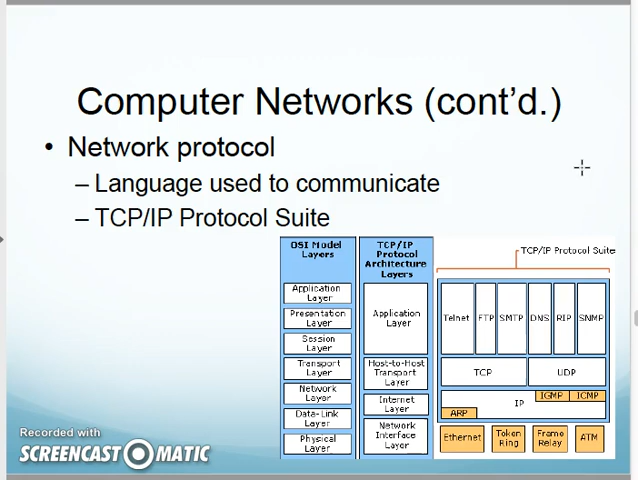 Computer Networks (cont'd.)
• Network protocol
– Language used to communicate
– TCP/IP Protocol Suite
OSI Model
Layers
Application
Layer
Presentation
Layer
Session
Layer
Transport
Layer
Network
Layer
Data-Link
Layer
Physical
Layer
TCP/IP
Protocol
Architecture
Layers
Application
Layer
Host-to-Host
Transport
Layer
Internet
Layer
Network
Interface
Layer
TCP/IP Protocol Suite
Telnet FTP SMTP DNS RIP SNMP
TCP UDP
IGMP ICMP
IP
ARP
Ethernet Token Ring Frame Relay ATM
Recorded with
SCREENCAST-O-MATIC